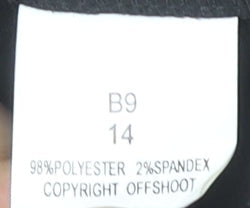 B9
14
98%POLYESTER 2%SPANDEX
COPYRIGHT OFFSHOOT